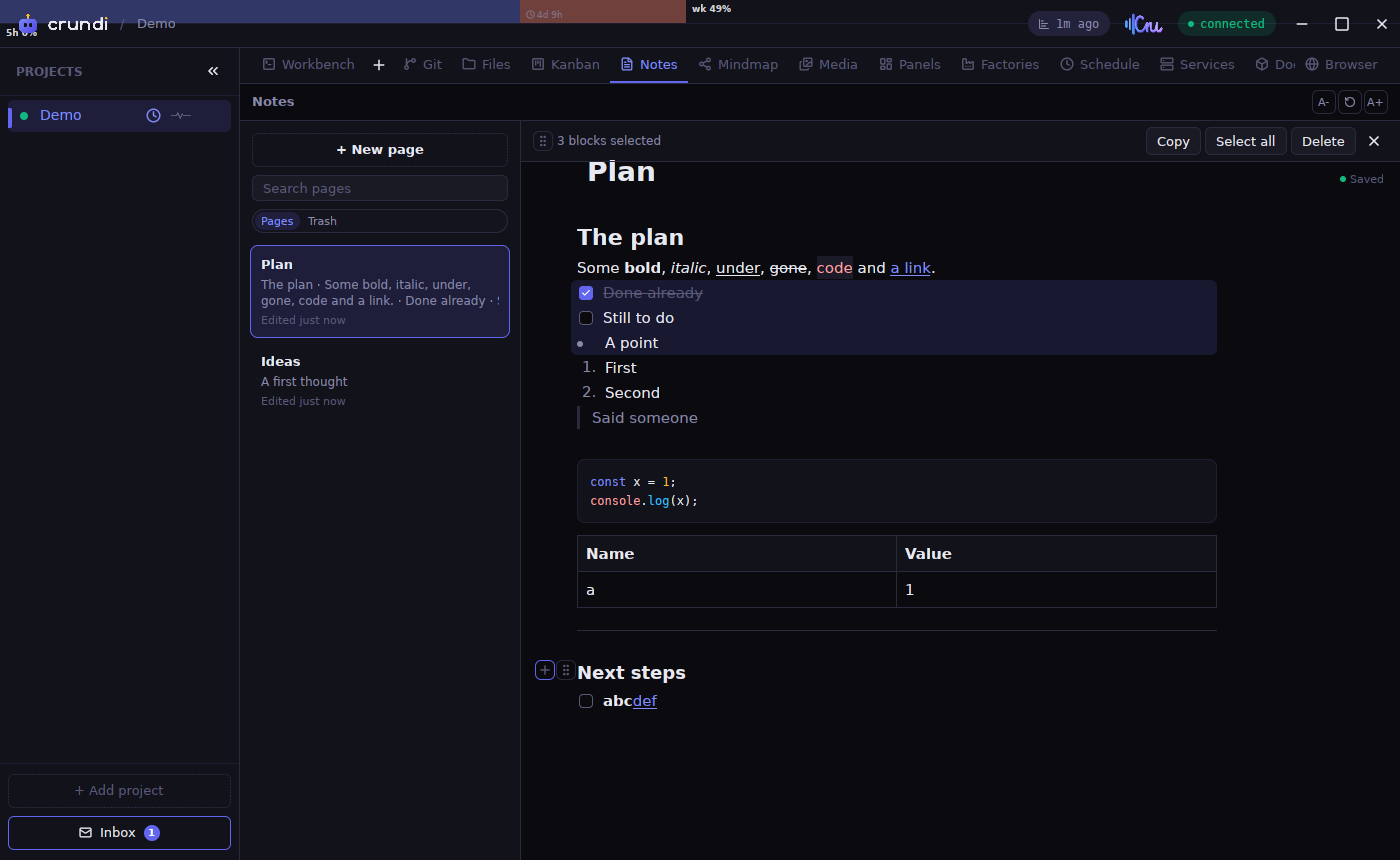 4d 9h
wk 49%
5h 0%
crundi / Demo
1m ago
Cru
connected
PROJECTS
Demo
+ Add project
Inbox 1
Workbench + Git Files Kanban Notes Mindmap Media Panels Factories Schedule Services Doc Browser
Notes
A- A+
+ New page
Search pages
Pages Trash
Plan
The plan · Some bold, italic, under,
gone, code and a link. · Done already ·
Edited just now
Ideas
A first thought
Edited just now
3 blocks selected
Copy Select all Delete
Plan
Saved
The plan
Some bold, italic, under, gone, code and a link.
Done already
Still to do
A point
1. First
2. Second
Said someone
const x = 1;
console.log(x);
Name Value
a 1
Next steps
abcdef